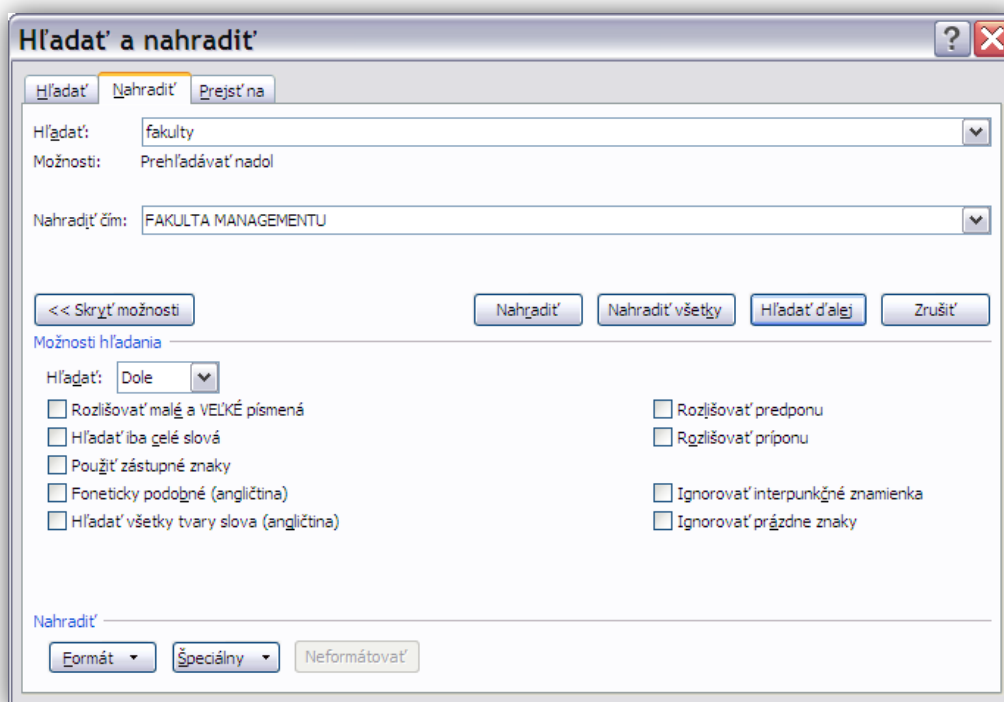 Hľadať a nahradiť
Hľadať Nahradiť Prejsť na
Hľadať: fakulty
Možnosti: Prehľadávať nadol
Nahradiť čím: FAKULTA MANAGEMENTU
<< Skryť možnosti Nahradiť Nahradiť všetky Hľadať ďalej Zrušiť
Možnosti hľadania
Hľadať: Dole
Rozlišovať malé a VEĽKÉ písmená Rozlišovať predponu
Hľadať iba celé slová Rozlišovať príponu
Použiť zástupné znaky
Foneticky podobné (angličtina) Ignorovať interpunkčné znamienka
Hľadať všetky tvary slova (angličtina) Ignorovať prázdne znaky
Nahradiť
Formát Špeciálny Neformátovať